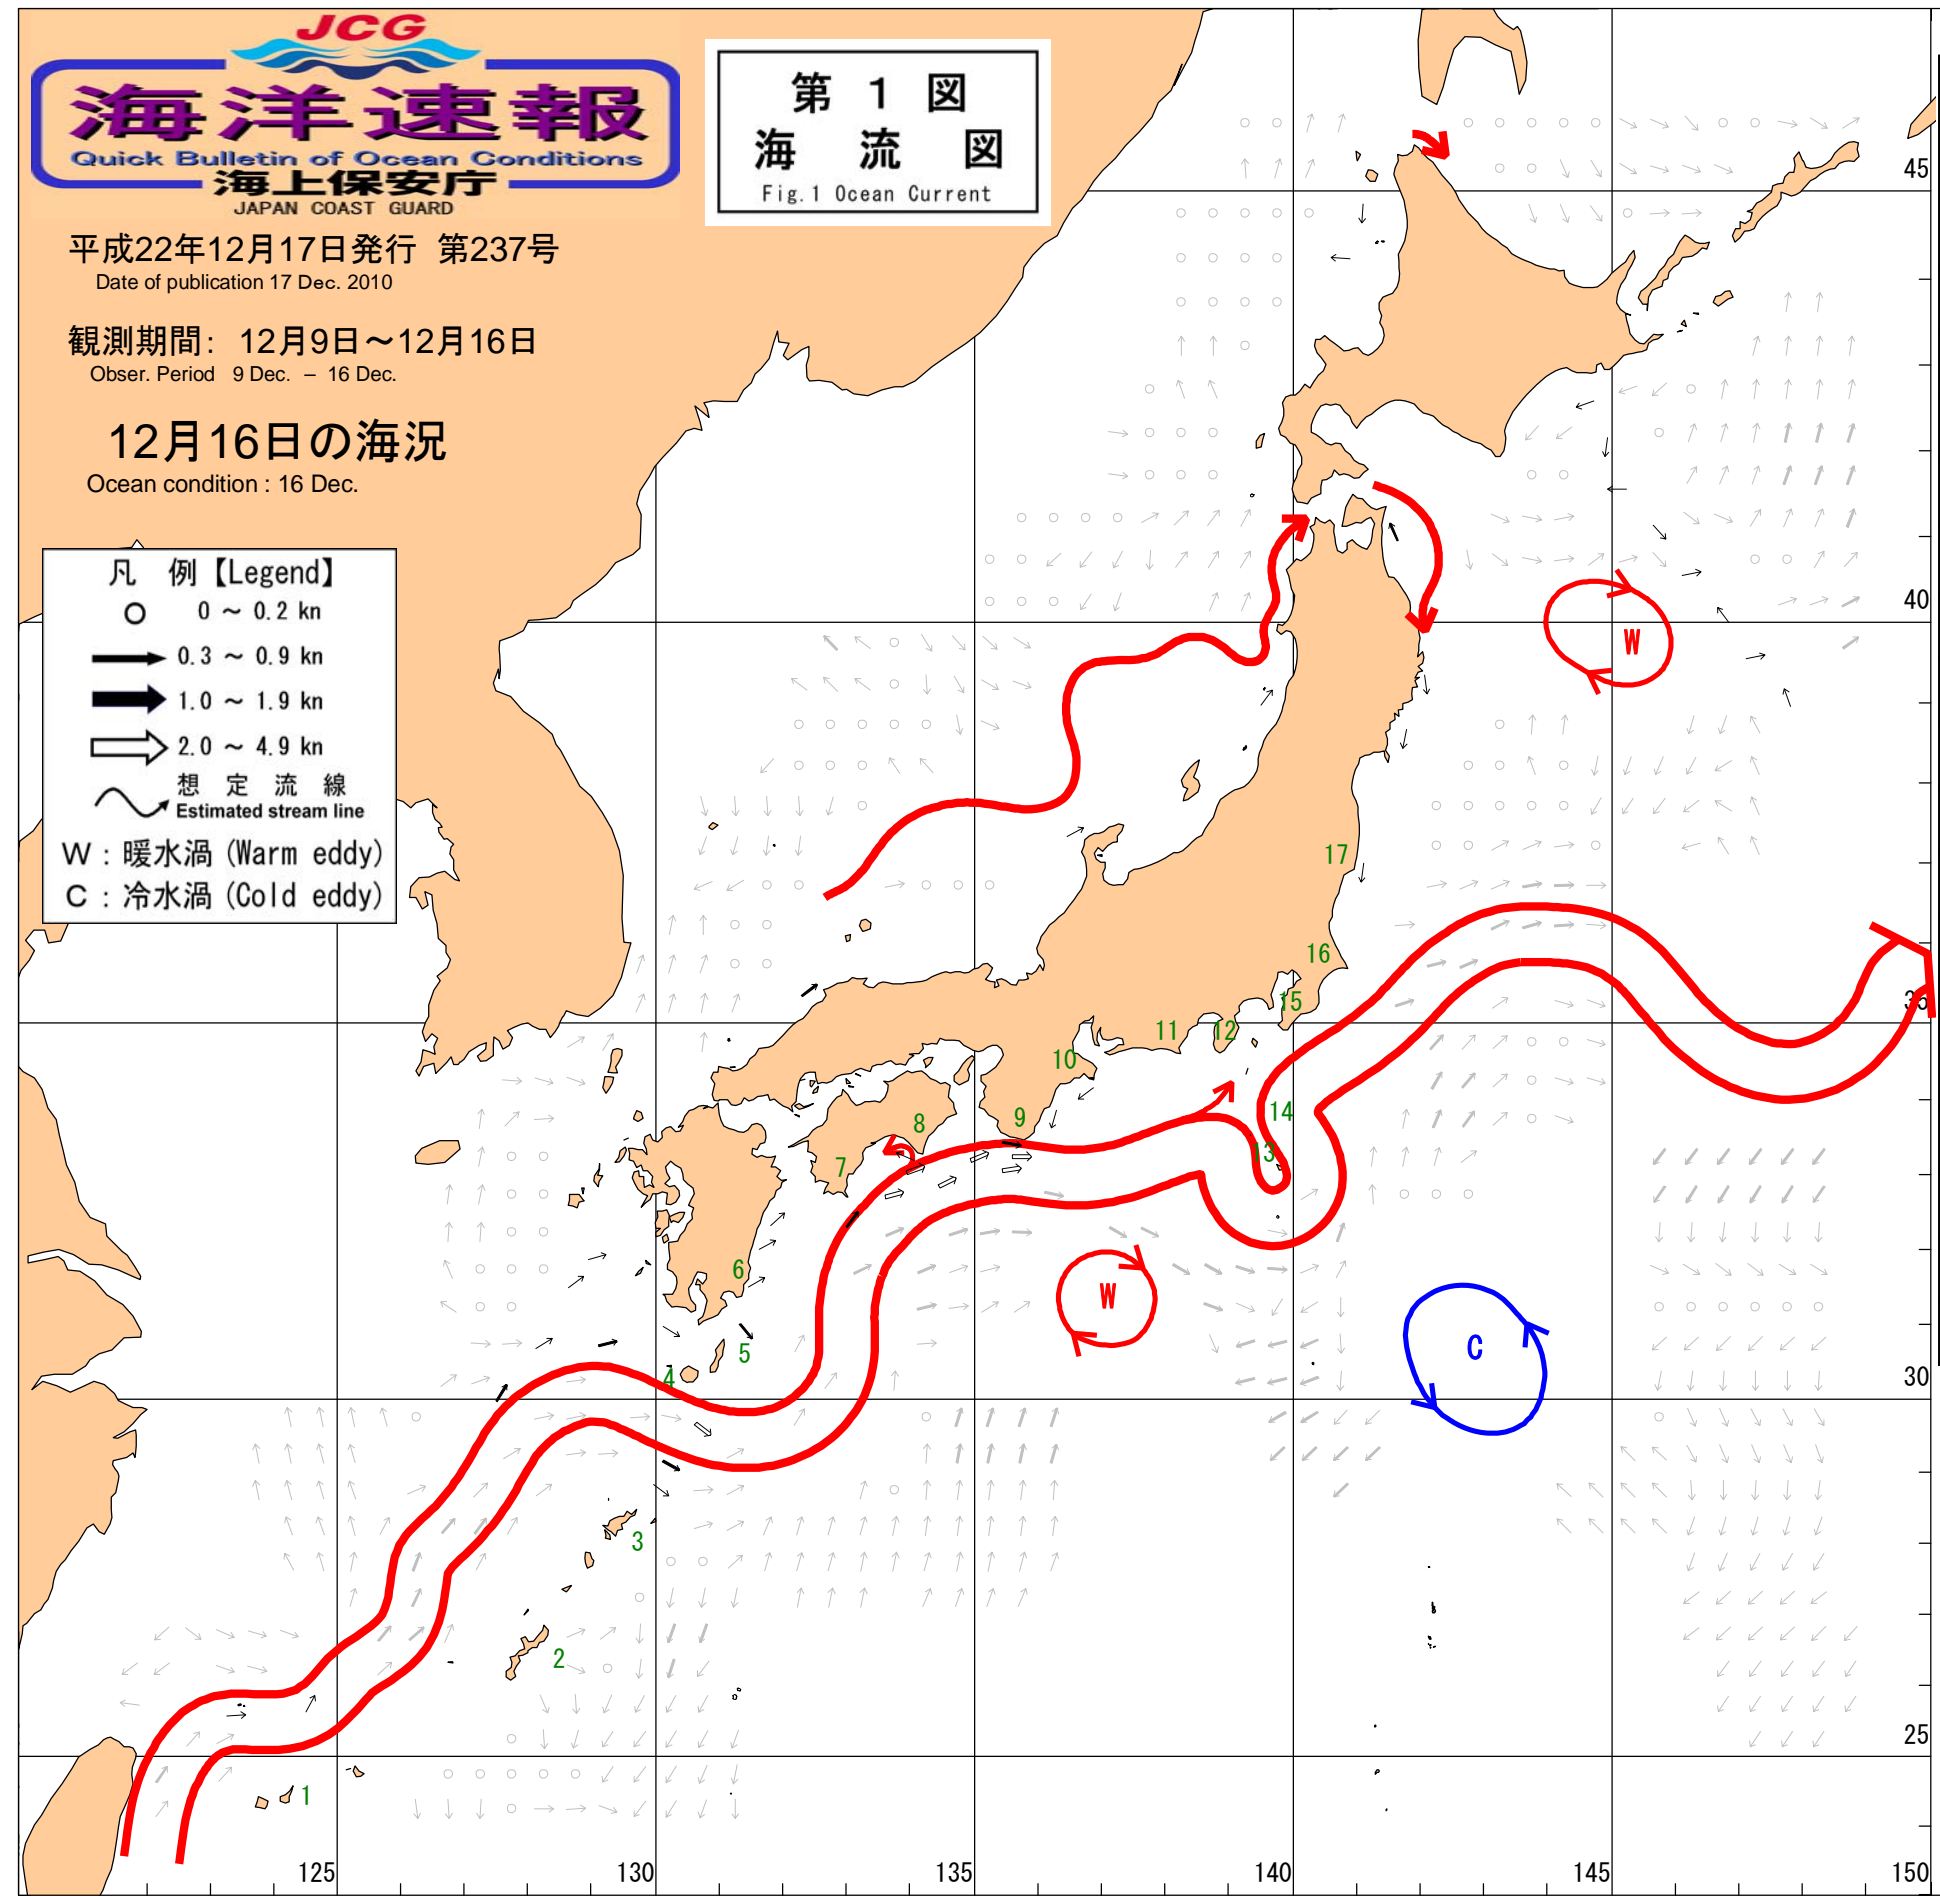 JCG
海洋速報
Quick Bulletin of Ocean Conditions
海上保安庁
JAPAN COAST GUARD
第 1 図
海 流 図
Fig.1 Ocean Current
平成22年12月17日発行 第237号
Date of publication 17 Dec. 2010
観測期間: 12月9日～12月16日
Obser. Period 9 Dec. – 16 Dec.
12月16日の海況
Ocean condition : 16 Dec.
凡 例【Legend】
0 ～ 0.2 kn
0.3 ～ 0.9 kn
1.0 ～ 1.9 kn
2.0 ～ 4.9 kn
想 定 流 線
Estimated stream line
W : 暖水渦 (Warm eddy)
C : 冷水渦 (Cold eddy)
45
40
W
17
16
35
15
12
11
10
14
9
8
13
7
6
W
C
5
4
30
3
2
25
1
125
130
135
140
145
150